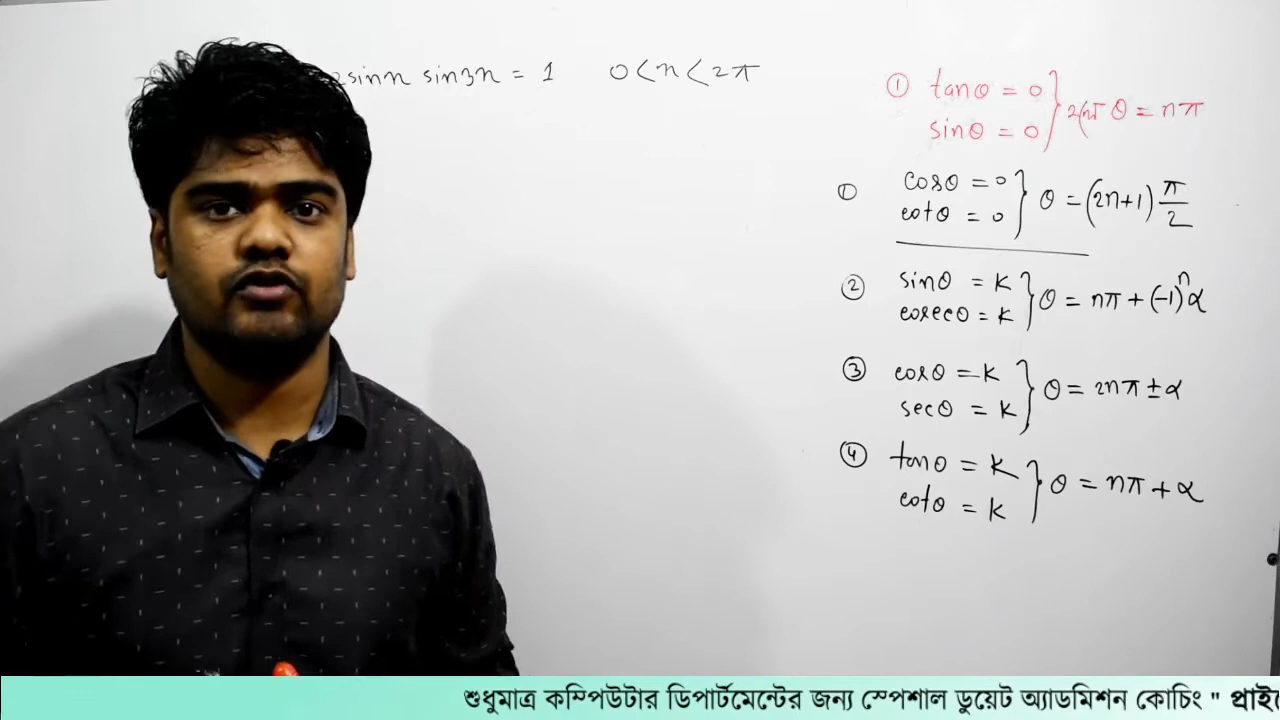 2sinx sin3x = 1 0<x<2π
① tanθ = 0
sinθ = 0 } θ = nπ
① cosθ = 0
cotθ = 0 } θ = (2n+1) π/2
② sinθ = K
cosecθ = K } θ = nπ + (-1)ⁿα
③ cosθ = K
secθ = K } θ = 2nπ ± α
④ tanθ = K
cotθ = K } θ = nπ + α
শুধুমাত্র কম্পিউটার ডিপার্টমেন্টের জন্য স্পেশাল ডুয়েট অ্যাডমিশন কোচিং "